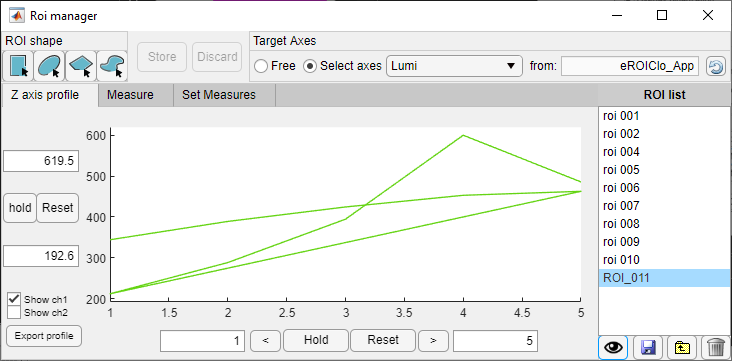 Roi manager
ROI shape
Store
Discard
Target Axes
Free
Select axes
Lumi
from:
eROIClo_App
Z axis profile
Measure
Set Measures
ROI list
619.5
hold
Reset
192.6
Show ch1
Show ch2
Export profile
600
500
400
300
200
1
1.5
2
2.5
3
3.5
4
4.5
5
1
<
Hold
Reset
>
5
roi 001
roi 002
roi 004
roi 005
roi 006
roi 007
roi 008
roi 009
roi 010
ROI_011